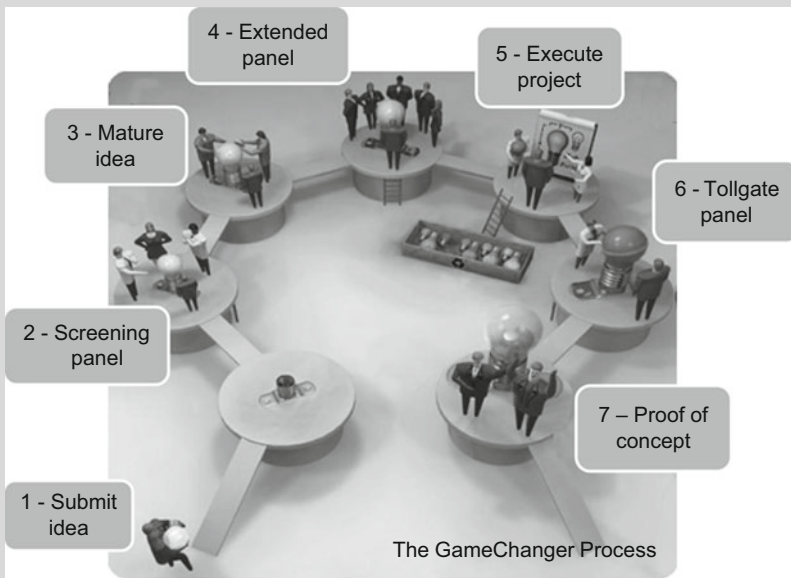 4 - Extended
panel
5 - Execute
project
3 - Mature
idea
6 - Tollgate
panel
2 - Screening
panel
7 – Proof of
concept
1 - Submit
idea
The GameChanger Process